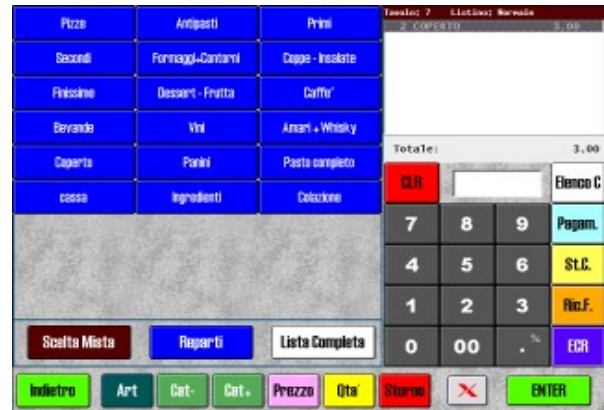 Pizze Antipasti Primi
Secondi Formaggi+Contorni Coppe - Insalate
Finissime Dessert - Frutta Caffe'
Bevande Vini Amari + Whisky
Coperto Panini Pasto completo
cassa Ingredienti Colazione
Scelta Mista Reparti Lista Completa
Indietro Art Cat- Cat+ Prezzo Qta' Storno X ENTER
Tavolo: 7 Listino: Normale
2 COPERTO 3.00
Totale: 3.00
CLR Elenco C
7 8 9 Pagam.
4 5 6 St.C.
1 2 3 Ric.F.
0 00 . % ECR